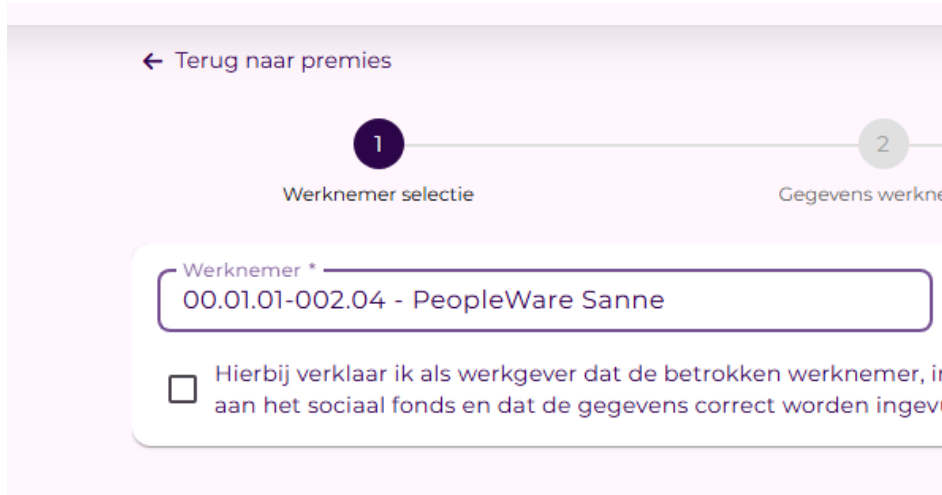 ← Terug naar premies
1
2
Werknemer selectie
Gegevens
Werknemer *
00.01.01-002.04 - PeopleWare Sanne
Hierbij verklaar ik als werkgever dat de betrokken werknemer,
aan het sociaal fonds en dat de gegevens correct worden